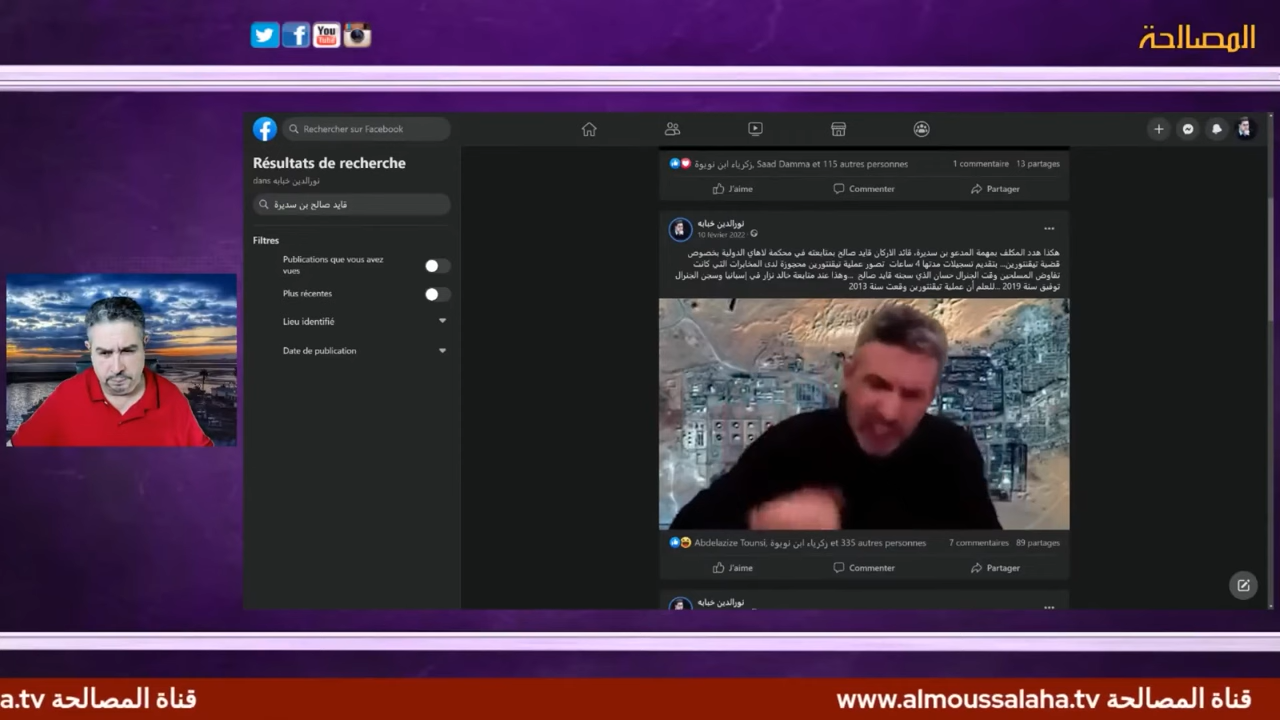 You
Tube
المصالحة
Rechercher sur Facebook
Résultats de recherche
dans نورالدين خبابه
قايد صالح بن سديرة
Filtres
Publications que vous avez
vues
Plus récentes
Lieu identifié
Date de publication
زكرياء ابن نويوة, Saad Damma et 115 autres personnes
1 commentaire 13 partages
J'aime
Commenter
Partager
نورالدين خبابه
10 février 2022
هكذا هدد المكلف بمهمة المدعو بن سديرة، قائد الاركان قايد صالح بمتابعته في محكمة لاهاي الدولية بخصوص
قضية تيقنتورين.. بتقديم تسجيلات مدتها 4 ساعات تصور عملية تيقنتورين محجوزة لدى المخابرات التي كانت
تفاوض المسلحين وقت الجنرال حسان الذي سجنه قايد صالح ...وهذا عند متابعة خالد نزار في إسبانيا وسجن الجنرال
توفيق سنة 2019 ...للعلم أن عملية تيقنتورين وقعت سنة 2013
Abdelazize Tounsi, زكرياء ابن نويوة et 335 autres personnes
7 commentaires 89 partages
J'aime
Commenter
Partager
نورالدين خبابه
a.tv قناة المصالحة
www.almoussalaha.tv قناة المصالحة